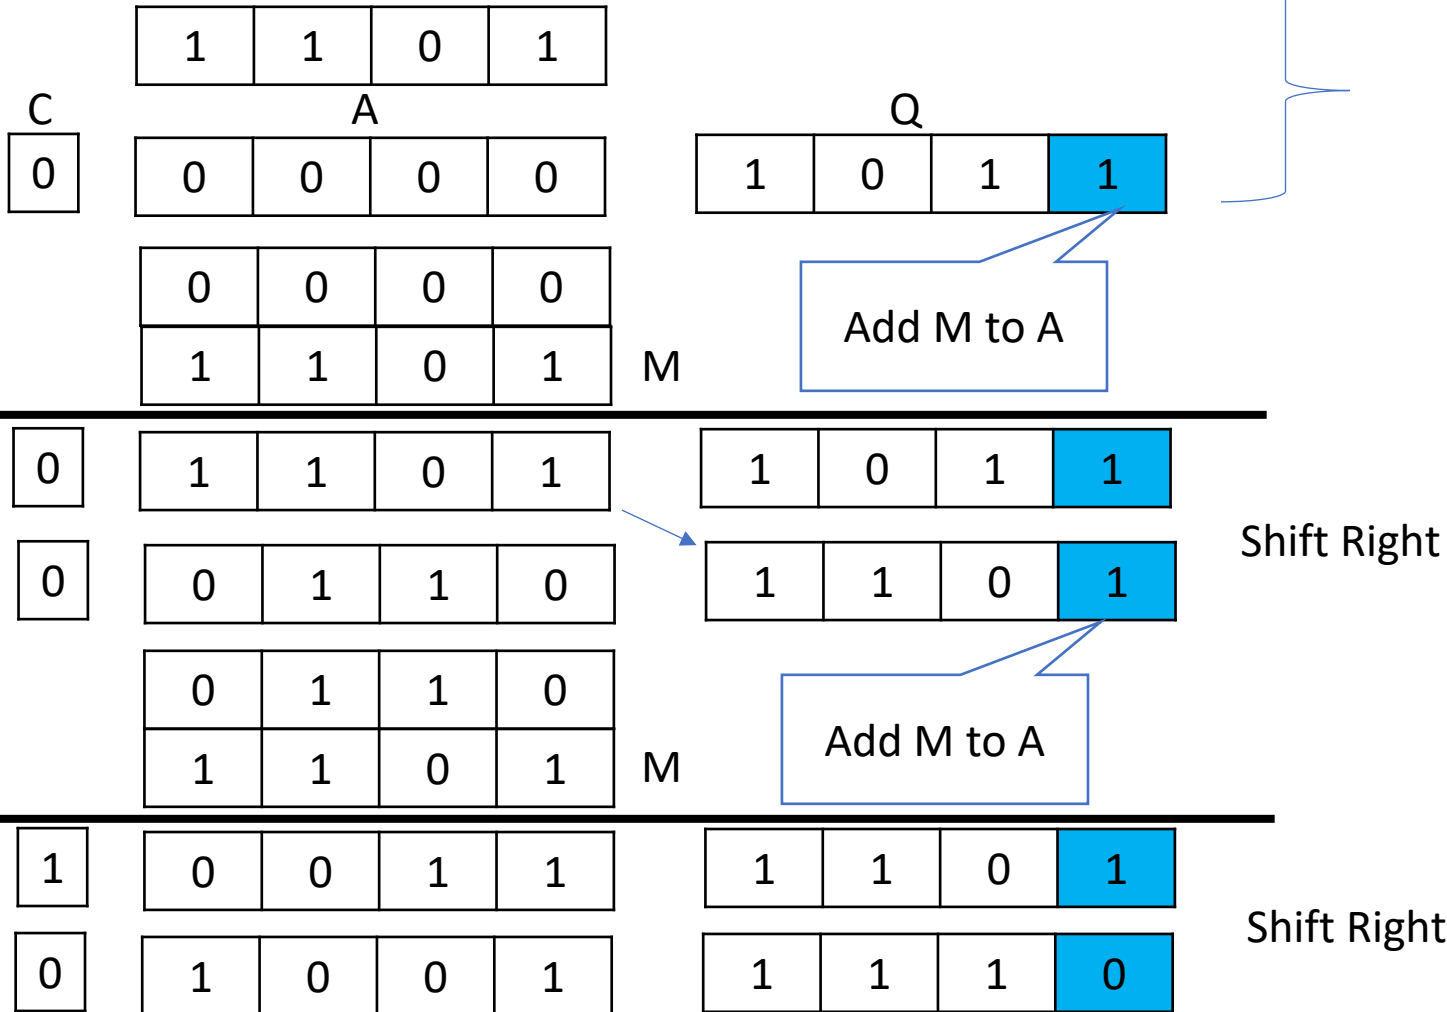 1 1 0 1
C A Q
0 0 0 0 0 1 0 1 1
0 0 0 0
Add M to A
1 1 0 1 M
0 1 1 0 1 1 0 1 1
Shift Right
0 0 1 1 0 1 1 0 1
0 1 1 0
Add M to A
1 1 0 1 M
1 0 0 1 1 1 1 0 1
Shift Right
0 1 0 0 1 1 1 1 0